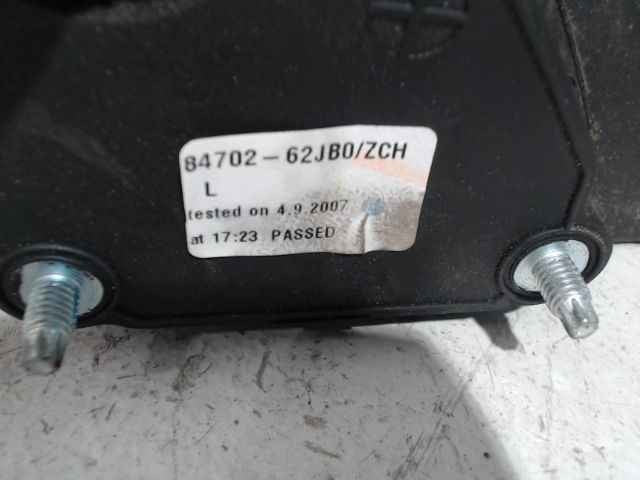 84702-62JB0/ZCH
L
tested on 4.9.2007
at 17:23 PASSED